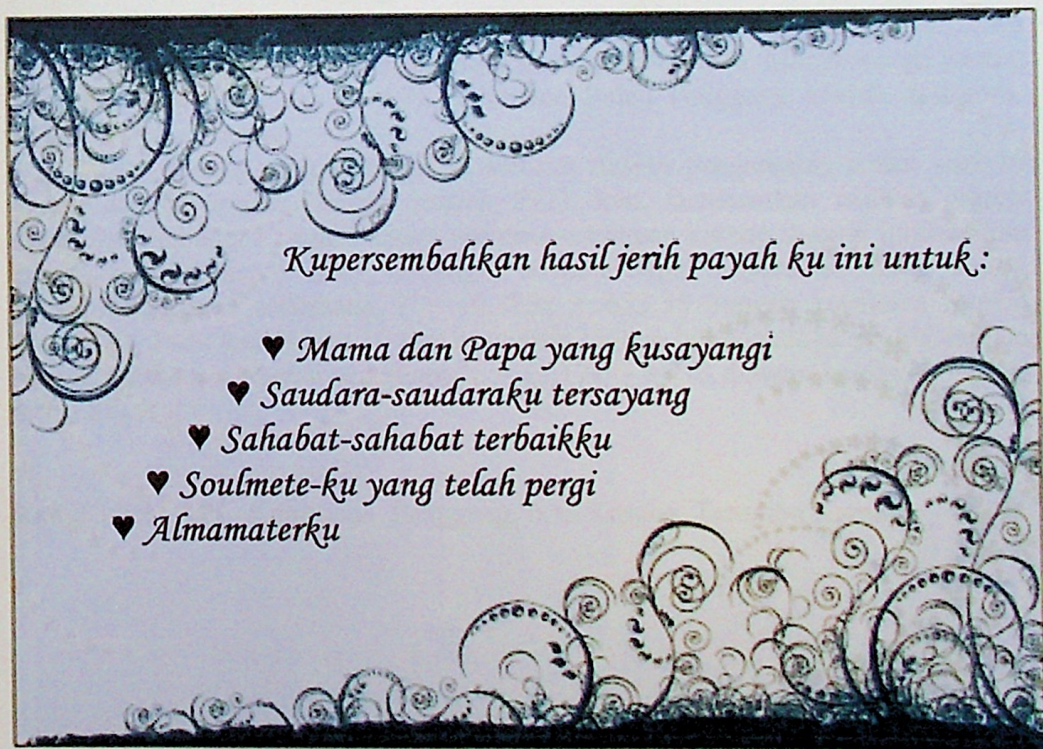 Kupersembahkan hasil jerih payah ku ini untuk :
♥ Mama dan Papa yang kusayangi
♥ Saudara-saudaraku tersayang
♥ Sahabat-sahabat terbaikku
♥ Soulmete-ku yang telah pergi
♥ Almamaterku